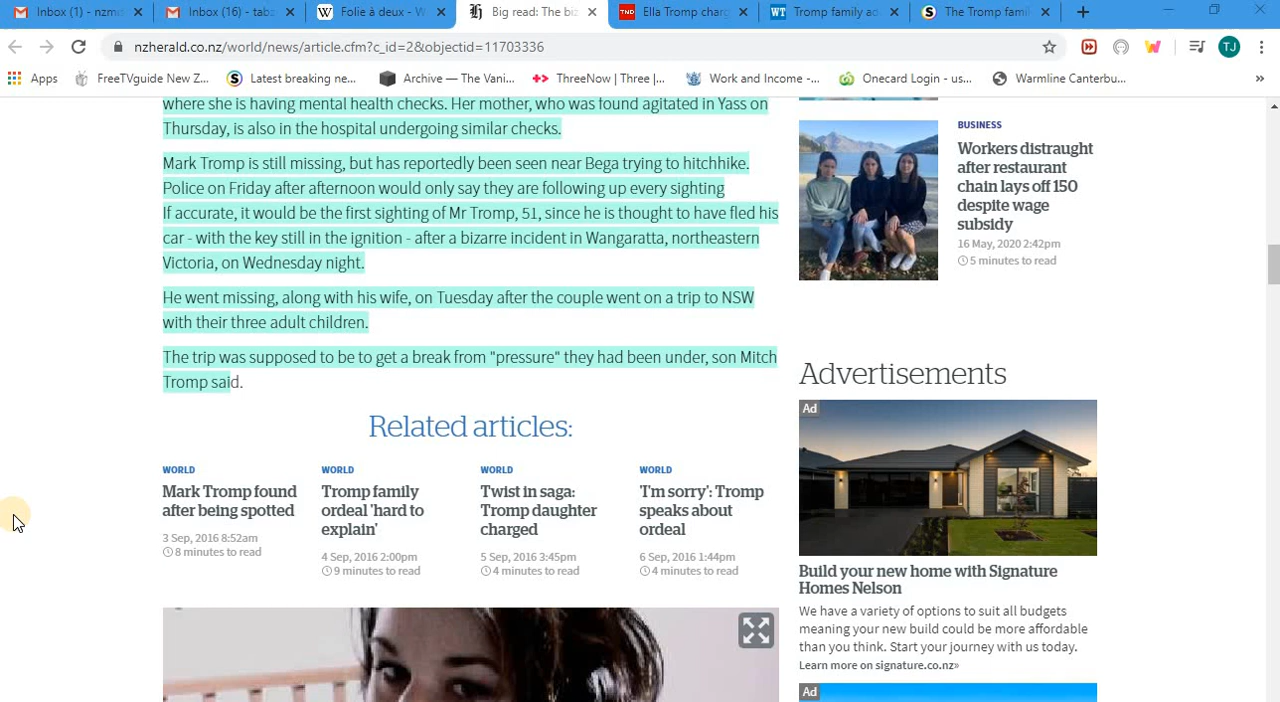 Inbox (1) - nzmd
Inbox (16) - tabs
Folie à deux - W
Big read: The biz
Ella Tromp charg
Tromp family ad
The Tromp famil
nzherald.co.nz/world/news/article.cfm?c_id=2&objectid=11703336
TJ
Apps
FreeTVguide New Z...
Latest breaking ne...
Archive — The Vani...
ThreeNow | Three |...
Work and Income -...
Onecard Login - us...
Warmline Canterbu...
»
where she is having mental health checks. Her mother, who was found agitated in Yass on
Thursday, is also in the hospital undergoing similar checks.
Mark Tromp is still missing, but has reportedly been seen near Bega trying to hitchhike.
Police on Friday after afternoon would only say they are following up every sighting
If accurate, it would be the first sighting of Mr Tromp, 51, since he is thought to have fled his
car - with the key still in the ignition - after a bizarre incident in Wangaratta, northeastern
Victoria, on Wednesday night.
He went missing, along with his wife, on Tuesday after the couple went on a trip to NSW
with their three adult children.
The trip was supposed to be to get a break from "pressure" they had been under, son Mitch
Tromp said.
Related articles:
WORLD
Mark Tromp found
after being spotted
3 Sep, 2016 8:52am
8 minutes to read
WORLD
Tromp family
ordeal 'hard to
explain'
4 Sep, 2016 2:00pm
9 minutes to read
WORLD
Twist in saga:
Tromp daughter
charged
5 Sep, 2016 3:45pm
4 minutes to read
WORLD
'I'm sorry': Tromp
speaks about
ordeal
6 Sep, 2016 1:44pm
4 minutes to read
BUSINESS
Workers distraught
after restaurant
chain lays off 150
despite wage
subsidy
16 May, 2020 2:42pm
5 minutes to read
Advertisements
Ad
Build your new home with Signature
Homes Nelson
We have a variety of options to suit all budgets
meaning your new build could be more affordable
than you think. Start your journey with us today.
Learn more on signature.co.nz»
Ad